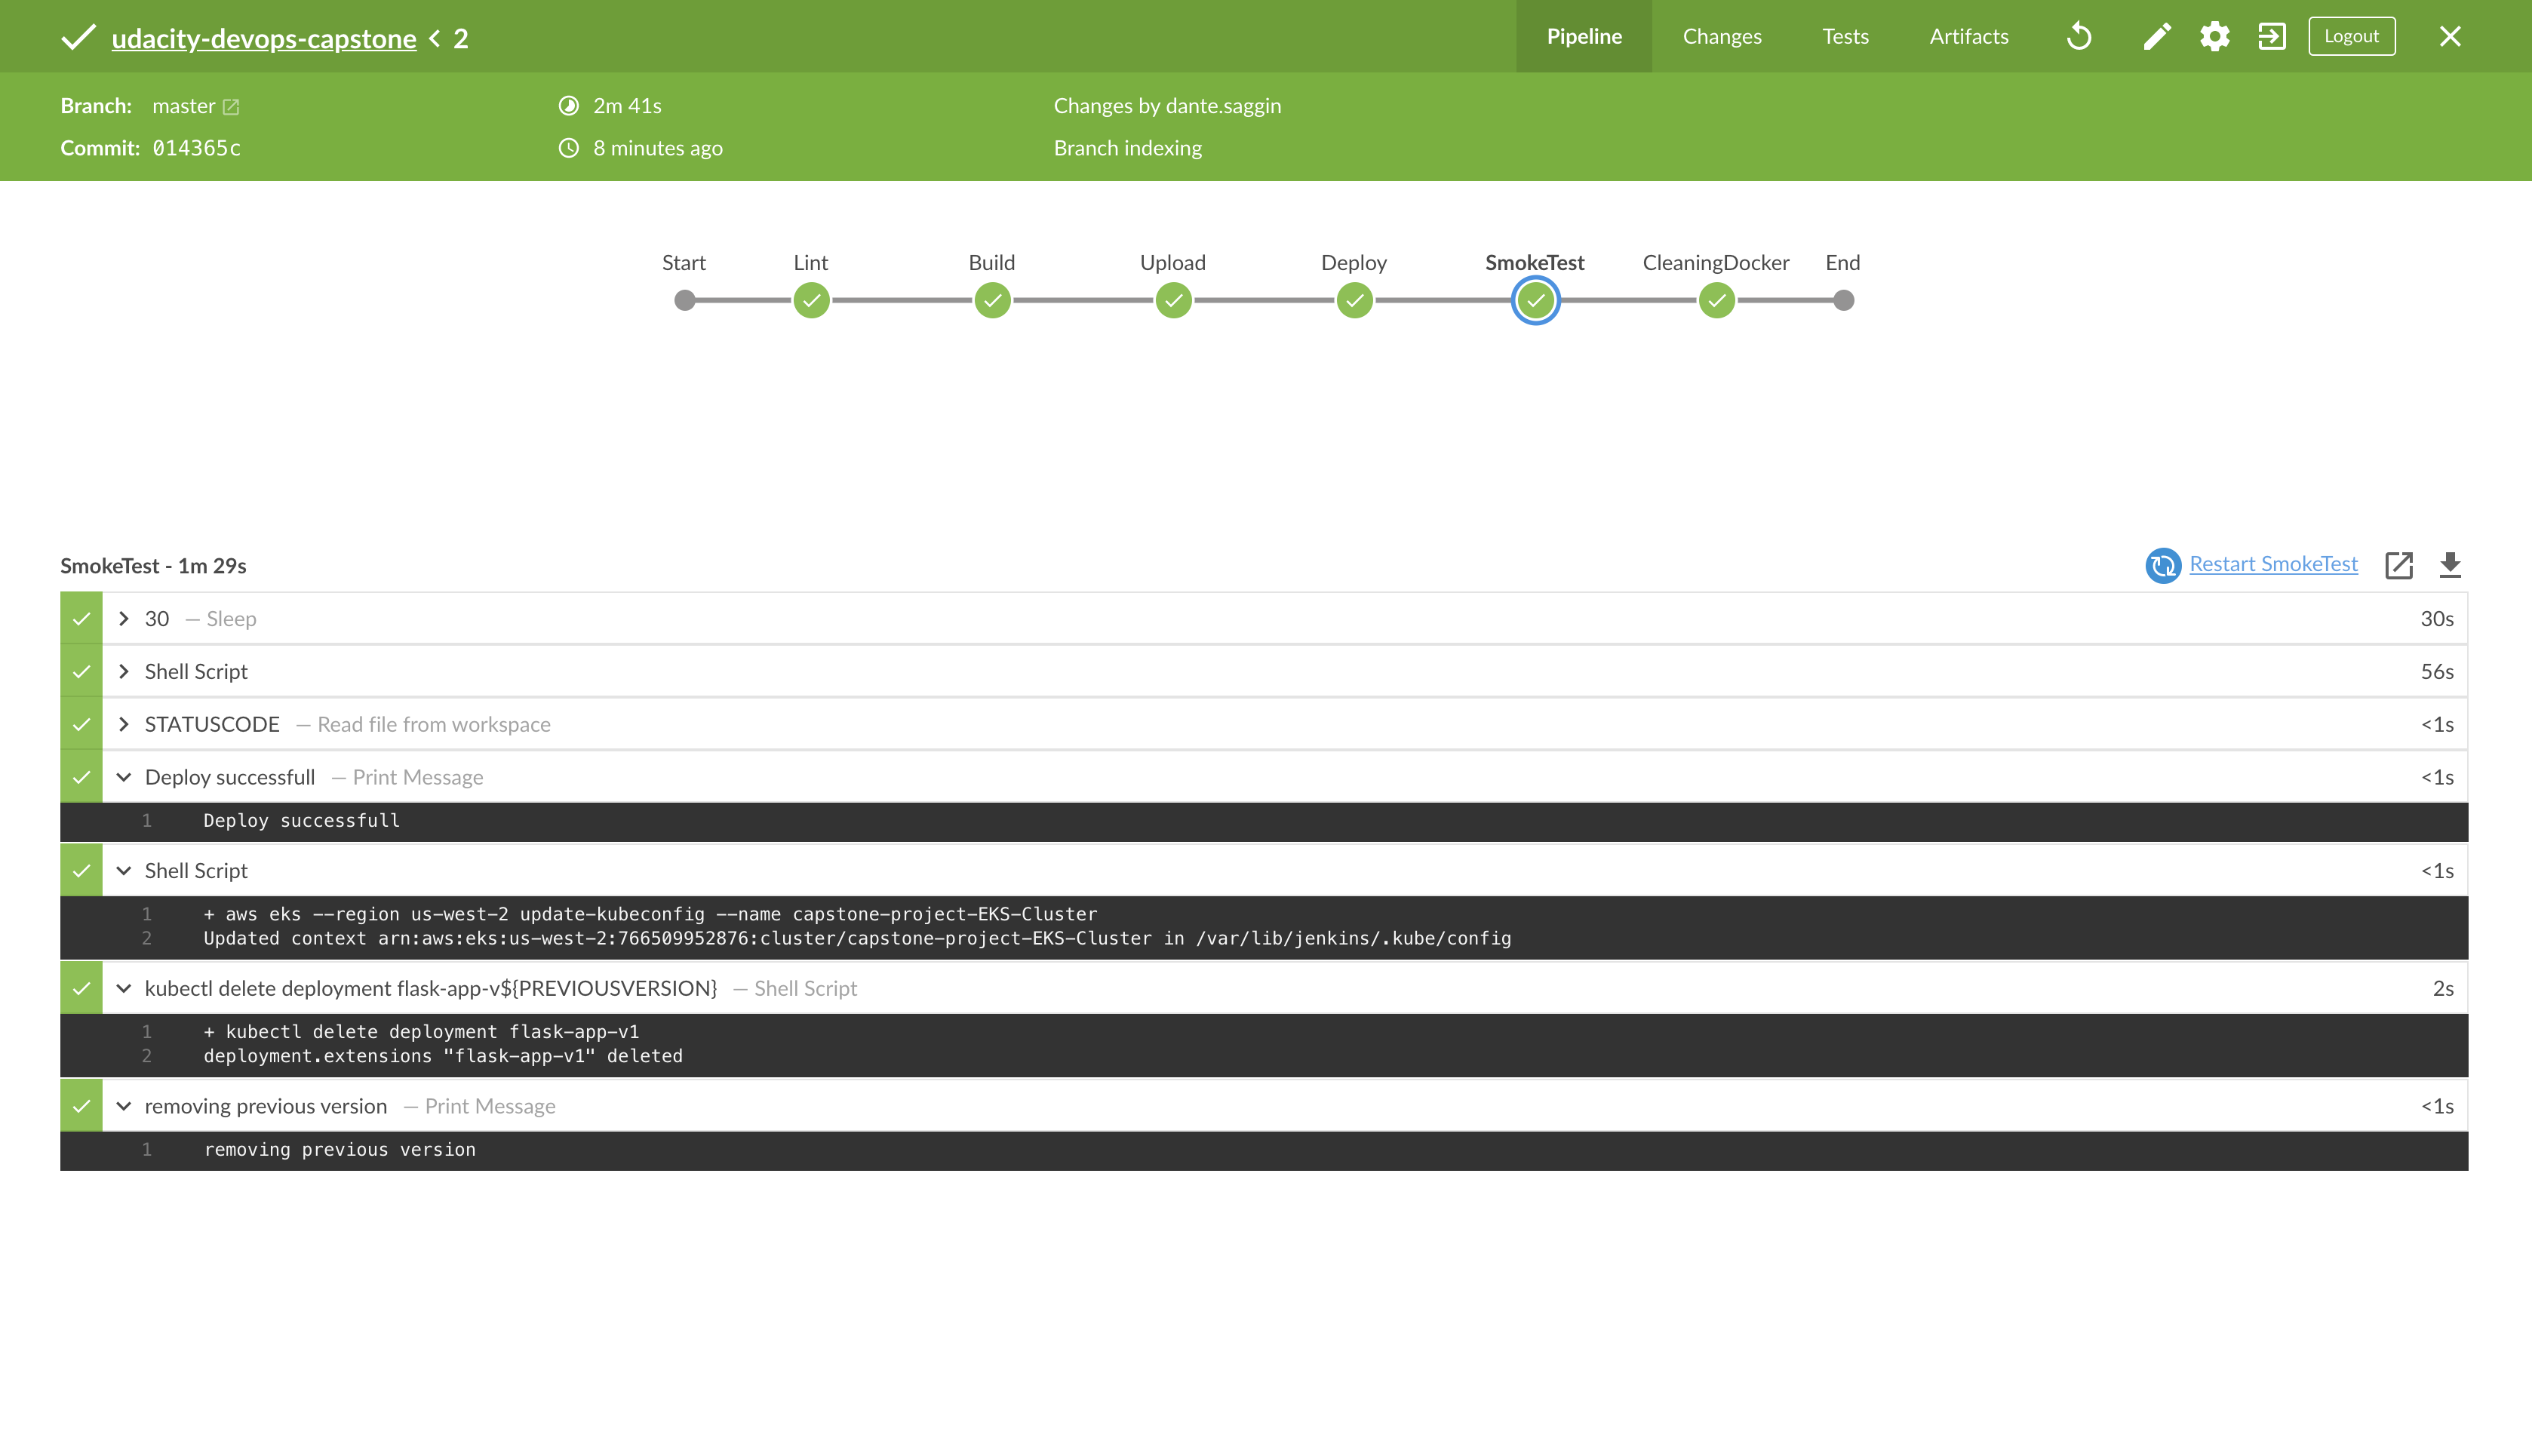 udacity-devops-capstone < 2
Pipeline Changes Tests Artifacts Logout
Branch: master 2m 41s Changes by dante.saggin
Commit: 014365c 8 minutes ago Branch indexing
Start Lint Build Upload Deploy SmokeTest CleaningDocker End
SmokeTest - 1m 29s Restart SmokeTest
30 — Sleep 30s
Shell Script 56s
STATUSCODE — Read file from workspace <1s
Deploy successfull — Print Message <1s
1 Deploy successfull
Shell Script <1s
1 + aws eks --region us-west-2 update-kubeconfig --name capstone-project-EKS-Cluster
2 Updated context arn:aws:eks:us-west-2:766509952876:cluster/capstone-project-EKS-Cluster in /var/lib/jenkins/.kube/config
kubectl delete deployment flask-app-v${PREVIOUSVERSION} — Shell Script 2s
1 + kubectl delete deployment flask-app-v1
2 deployment.extensions "flask-app-v1" deleted
removing previous version — Print Message <1s
1 removing previous version